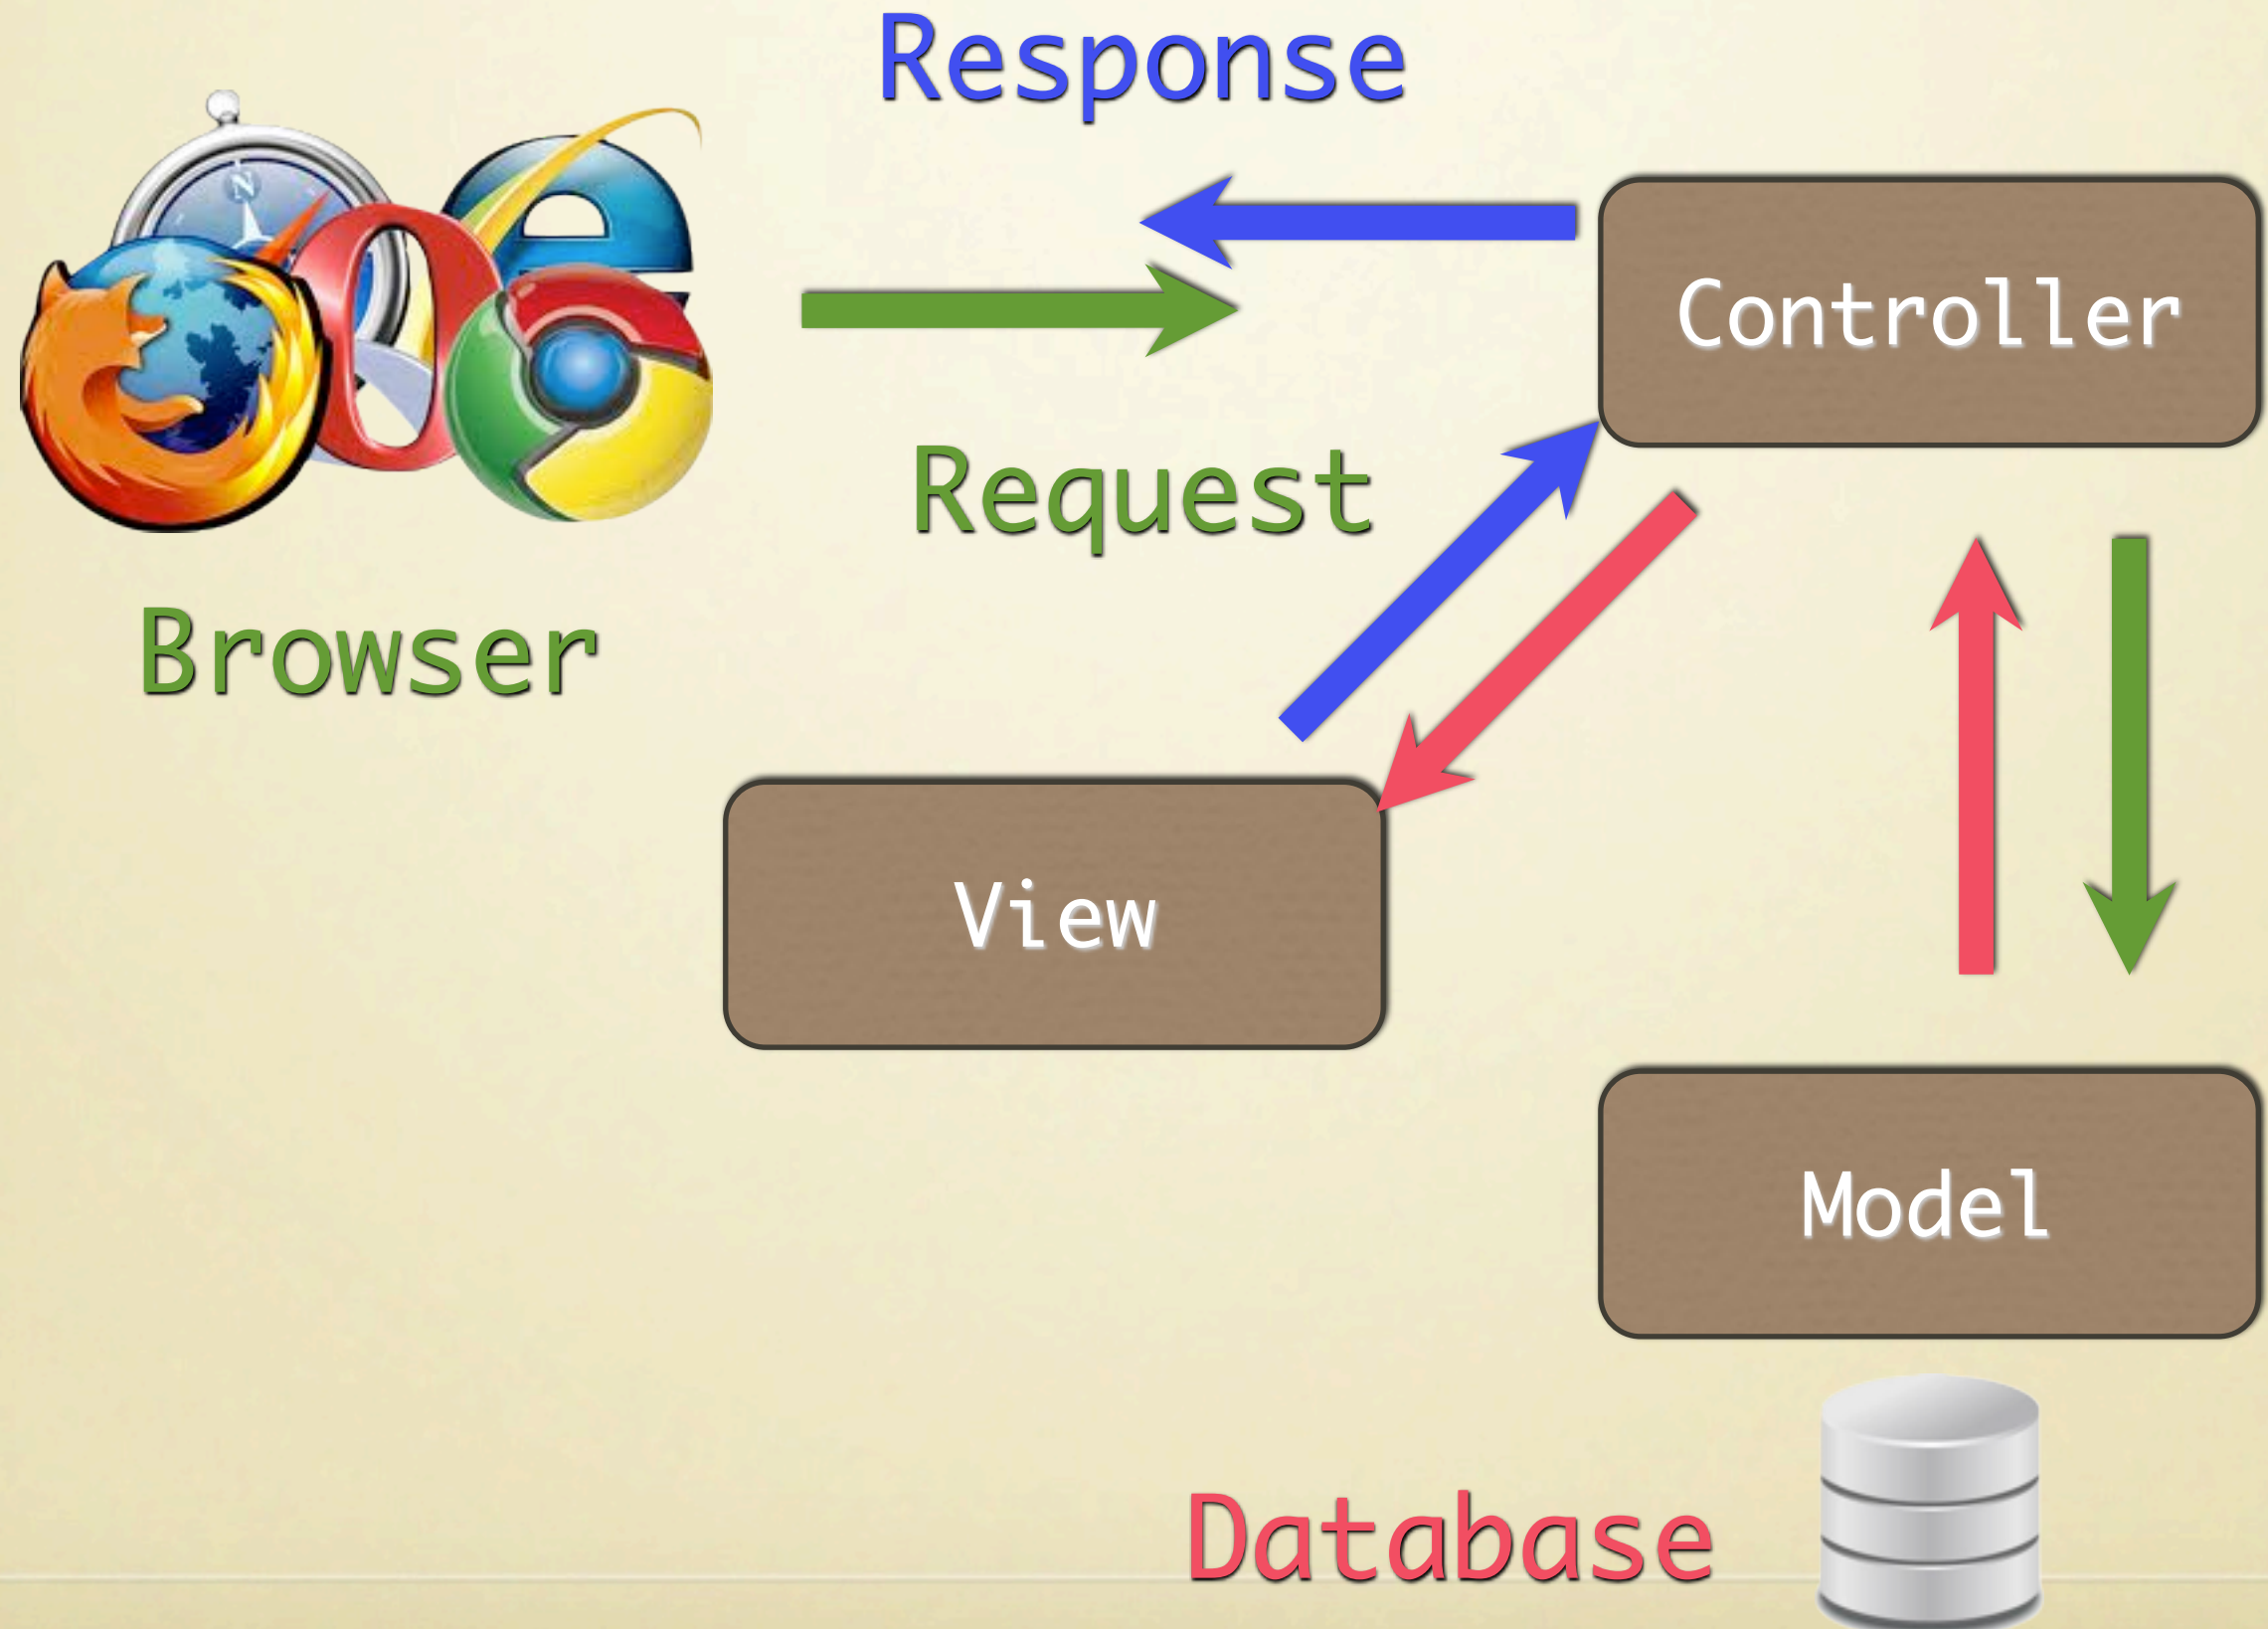 Response
Controller
Request
Browser
View
Model
Database